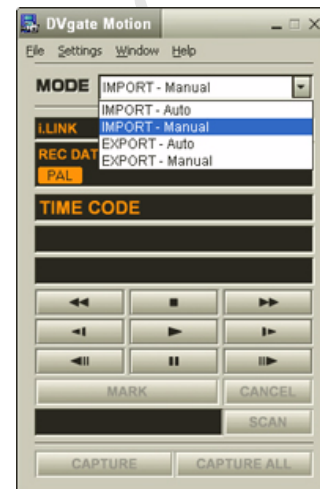 DVgate Motion
File Settings Window Help
MODE IMPORT - Manual
IMPORT - Auto
IMPORT - Manual
EXPORT - Auto
EXPORT - Manual
i.LINK
REC DAT
PAL
TIME CODE
MARK CANCEL
SCAN
CAPTURE CAPTURE ALL